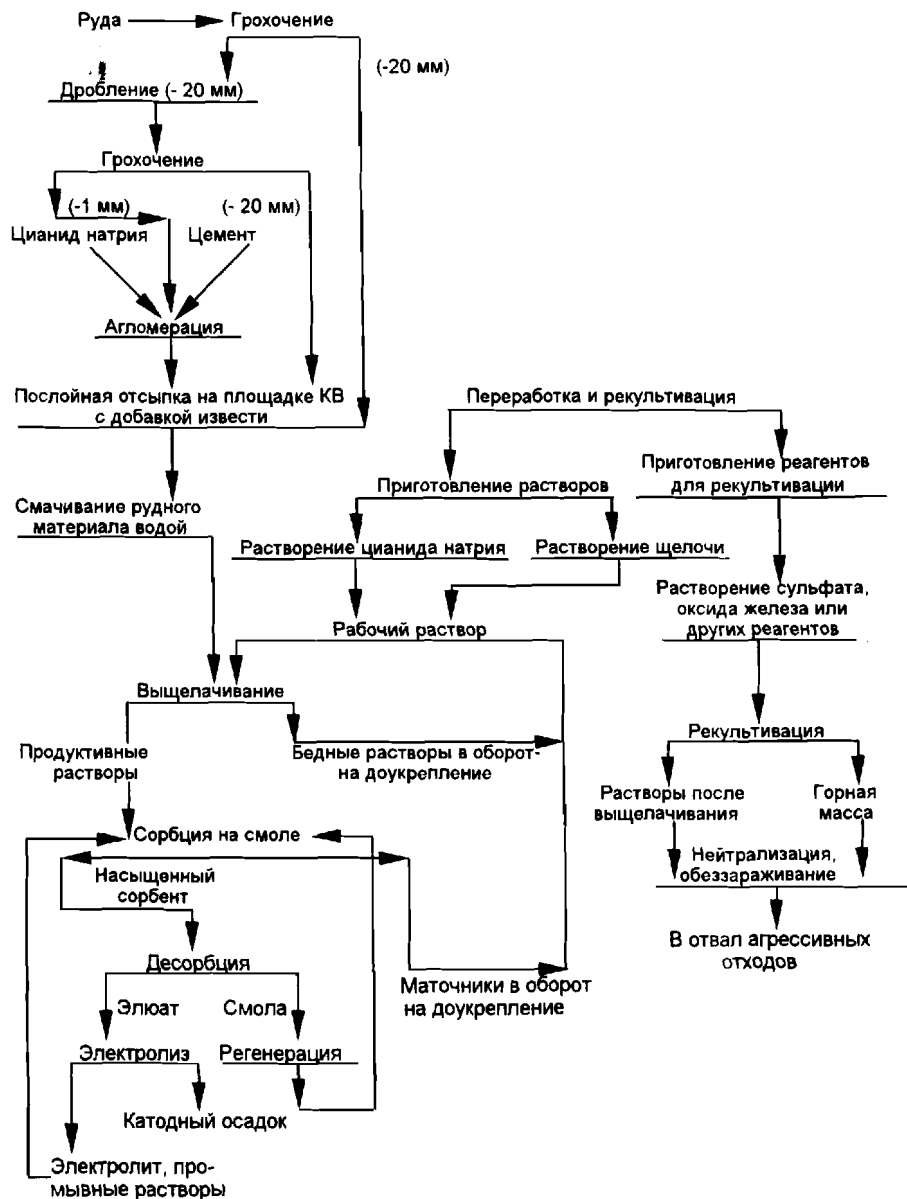 Руда
Грохочение
(-20 мм)
Дробление (- 20 мм)
Грохочение
(-1 мм)
(- 20 мм)
Цианид натрия
Цемент
Агломерация
Послойная отсыпка на площадке КВ
с добавкой извести
Смачивание рудного
материала водой
Переработка и рекультивация
Приготовление растворов
Приготовление реагентов
для рекультивации
Растворение цианида натрия
Растворение щелочи
Растворение сульфата,
оксида железа или
других реагентов
Рабочий раствор
Выщелачивание
Продуктивные
растворы
Бедные растворы в оборот-
на доукрепление
Рекультивация
Растворы после
выщелачивания
Горная
масса
Сорбция на смоле
Насыщенный
сорбент
Нейтрализация,
обеззараживание
В отвал агрессивных
отходов
Десорбция
Маточники в оборот
на доукрепление
Элюат
Смола
Электролиз
Регенерация
Катодный осадок
Электролит, про-
мывные растворы